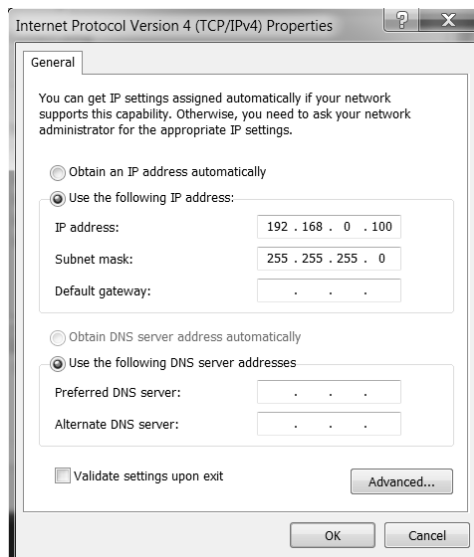 Internet Protocol Version 4 (TCP/IPv4) Properties
? X
General
You can get IP settings assigned automatically if your network
supports this capability. Otherwise, you need to ask your network
administrator for the appropriate IP settings.
Obtain an IP address automatically
Use the following IP address:
IP address: 192 . 168 . 0 . 100
Subnet mask: 255 . 255 . 255 . 0
Default gateway: . . .
Obtain DNS server address automatically
Use the following DNS server addresses
Preferred DNS server: . . .
Alternate DNS server: . . .
Validate settings upon exit
Advanced...
OK Cancel